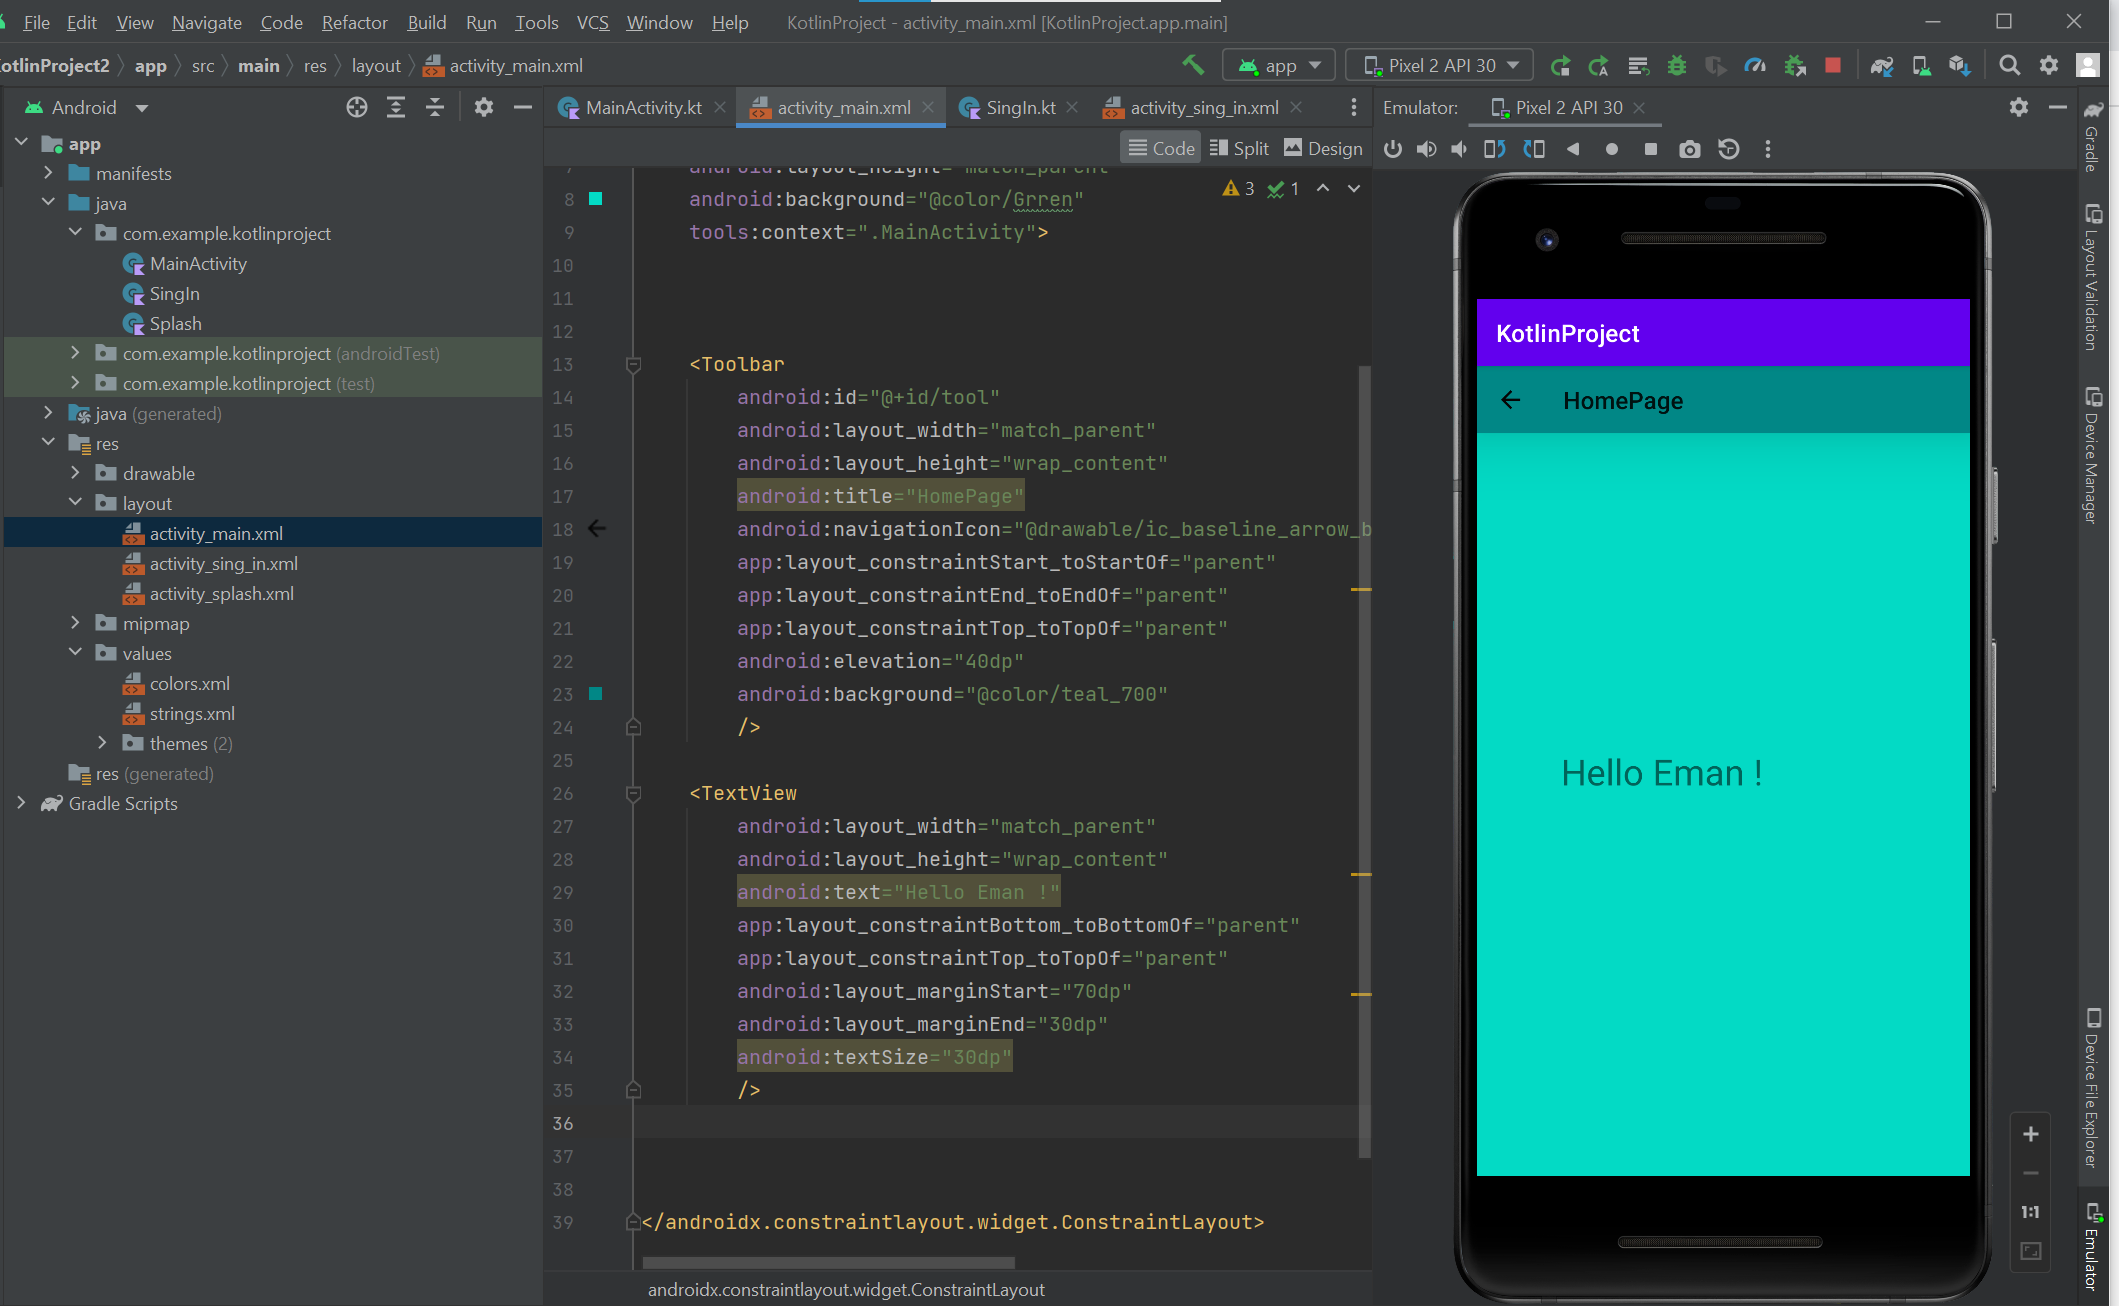 File Edit View Navigate Code Refactor Build Run Tools VCS Window Help KotlinProject - activity_main.xml [KotlinProject.app.main]
otlinProject2 app src main res layout activity_main.xml app Pixel 2 API 30
Android
app
manifests
java
com.example.kotlinproject
MainActivity
SingIn
Splash
com.example.kotlinproject (androidTest)
com.example.kotlinproject (test)
java (generated)
res
drawable
layout
activity_main.xml
activity_sing_in.xml
activity_splash.xml
mipmap
values
colors.xml
strings.xml
themes (2)
res (generated)
Gradle Scripts
MainActivity.kt activity_main.xml SingIn.kt activity_sing_in.xml
Code Split Design
3 1
7 android:layout_height="match_parent"
8 android:background="@color/Grren"
9 tools:context=".MainActivity">
10
11
12
13 <Toolbar
14 android:id="@+id/tool"
15 android:layout_width="match_parent"
16 android:layout_height="wrap_content"
17 android:title="HomePage"
18 android:navigationIcon="@drawable/ic_baseline_arrow_b
19 app:layout_constraintStart_toStartOf="parent"
20 app:layout_constraintEnd_toEndOf="parent"
21 app:layout_constraintTop_toTopOf="parent"
22 android:elevation="40dp"
23 android:background="@color/teal_700"
24 />
25
26 <TextView
27 android:layout_width="match_parent"
28 android:layout_height="wrap_content"
29 android:text="Hello Eman !"
30 app:layout_constraintBottom_toBottomOf="parent"
31 app:layout_constraintTop_toTopOf="parent"
32 android:layout_marginStart="70dp"
33 android:layout_marginEnd="30dp"
34 android:textSize="30dp"
35 />
36
37
38
39 </androidx.constraintlayout.widget.ConstraintLayout>
androidx.constraintlayout.widget.ConstraintLayout
Emulator: Pixel 2 API 30
KotlinProject
HomePage
Hello Eman !
1:1
Gradle
Layout Validation
Device Manager
Device File Explorer
Emulator